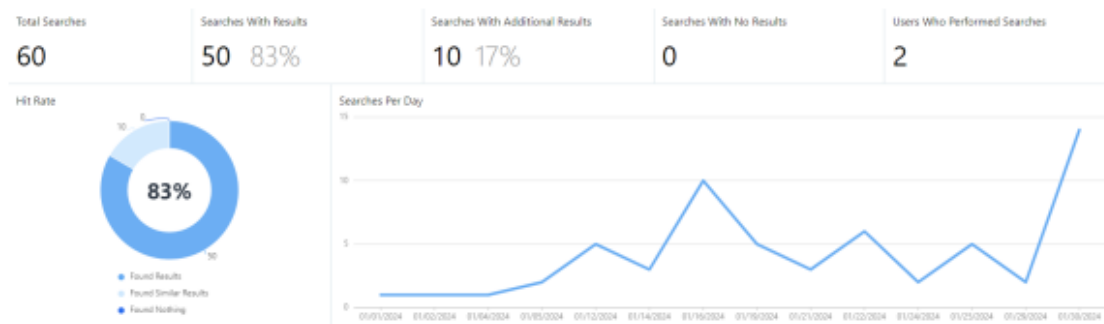 Total Searches
60
Searches With Results
50 83%
Searches With Additional Results
10 17%
Searches With No Results
0
Users Who Performed Searches
2
Hit Rate
0
10
83%
50
Found Results
Found Similar Results
Found Nothing
Searches Per Day
15
10
5
0
01/01/2024 01/02/2024 01/04/2024 01/05/2024 01/12/2024 01/14/2024 01/16/2024 01/19/2024 01/21/2024 01/22/2024 01/24/2024 01/25/2024 01/29/2024 01/30/2024